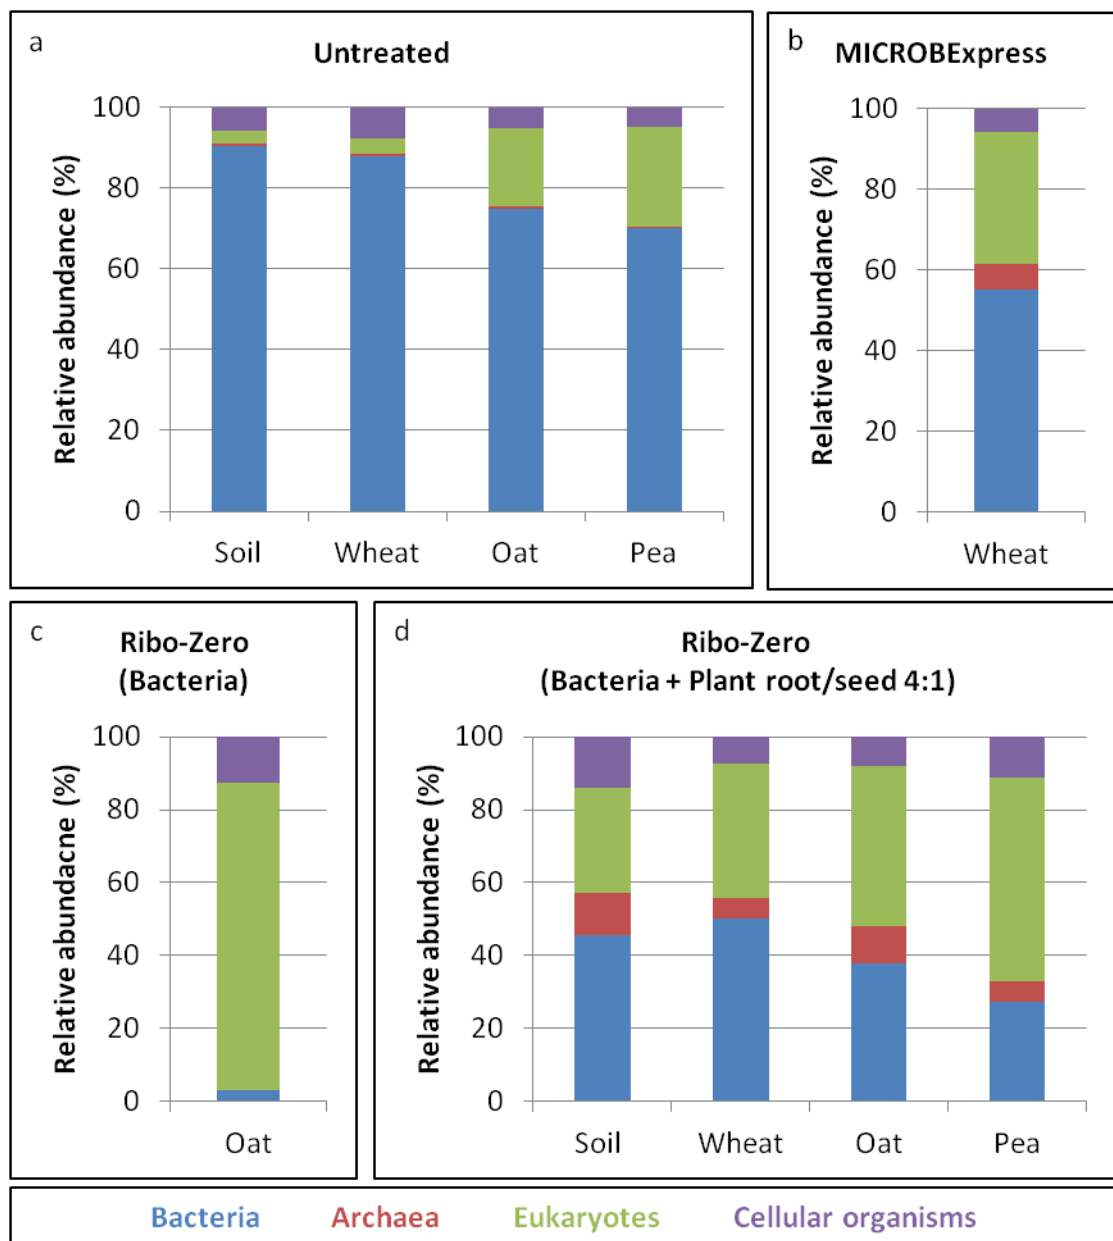 a
Untreated
Relative abundance (%)
100
80
60
40
20
0
Soil Wheat Oat Pea
b
MICROBExpress
Relative abundance (%)
100
80
60
40
20
0
Wheat
c
Ribo-Zero
(Bacteria)
Relative abundacne (%)
100
80
60
40
20
0
Oat
d
Ribo-Zero
(Bacteria + Plant root/seed 4:1)
Relative abundance (%)
100
80
60
40
20
0
Soil Wheat Oat Pea
Bacteria Archaea Eukaryotes Cellular organisms